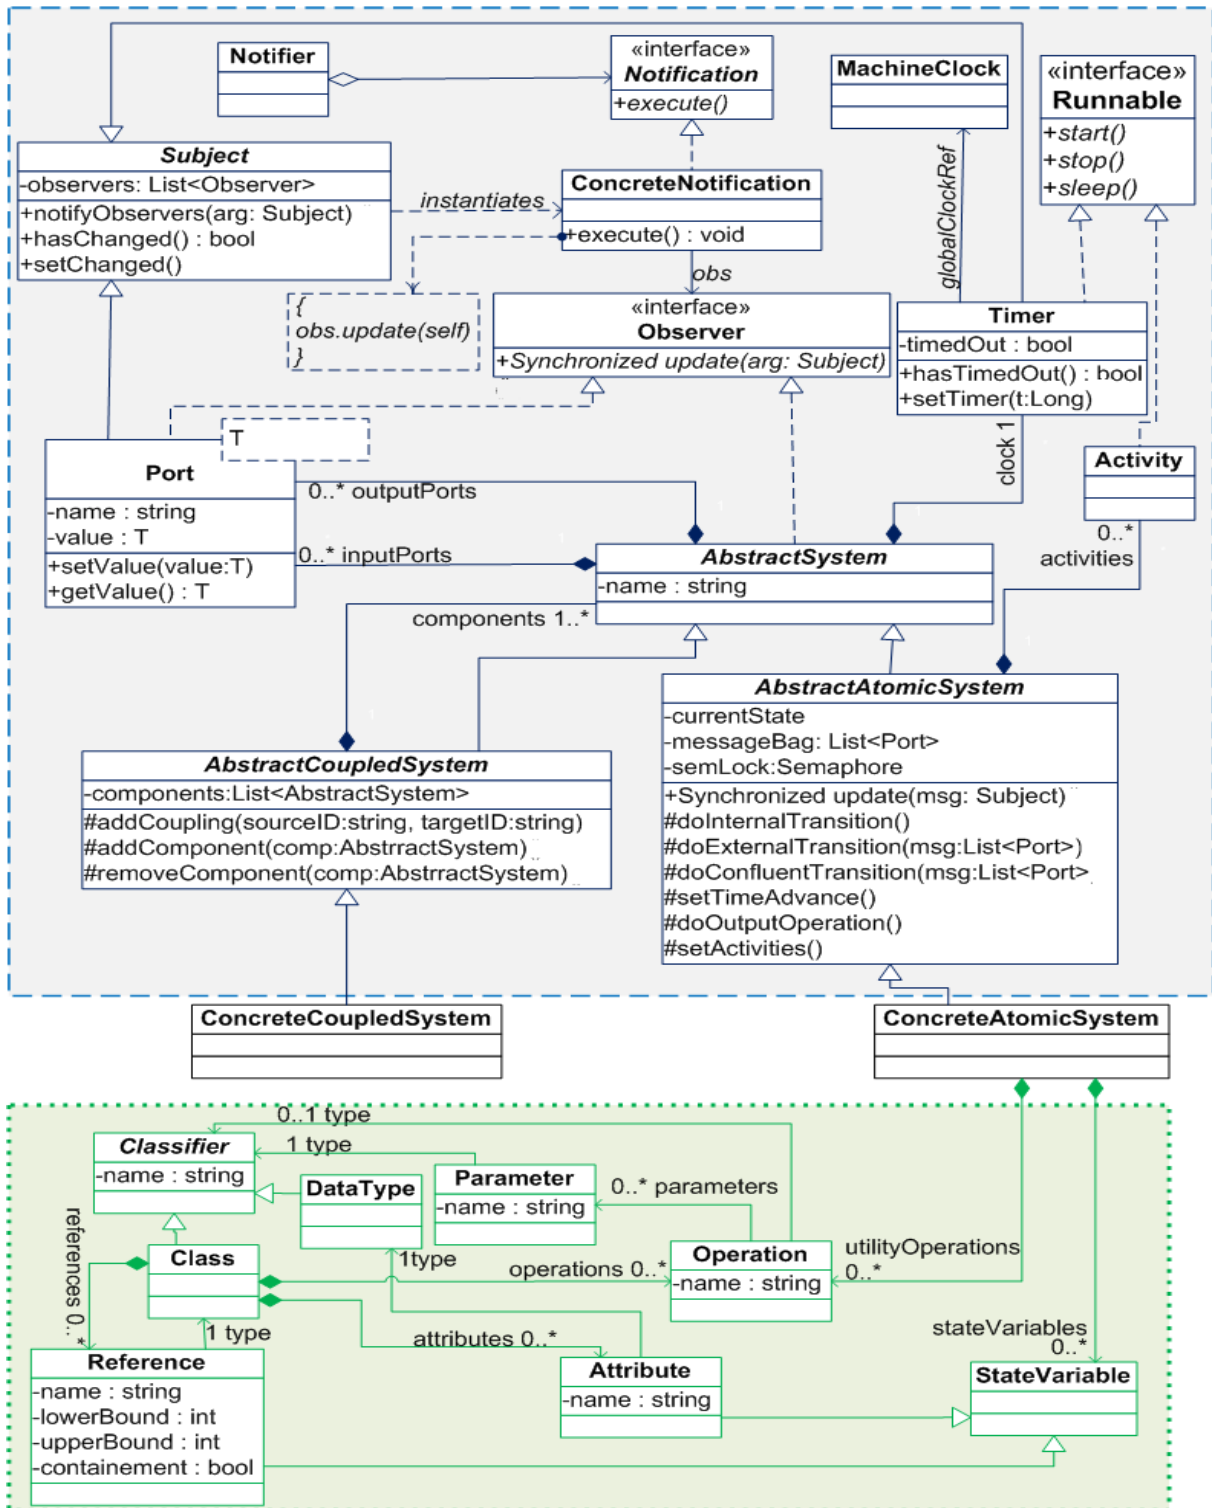 Notifier
«interface»
Notification
+execute()
MachineClock
«interface»
Runnable
+start()
+stop()
+sleep()
Subject
-observers: List<Observer>
+notifyObservers(arg: Subject)
+hasChanged() : bool
+setChanged()
instantiates
ConcreteNotification
+execute() : void
globalClockRef
obs
{
obs.update(self)
}
«interface»
Observer
+Synchronized update(arg: Subject)
Timer
-timedOut : bool
+hasTimedOut() : bool
+setTimer(t:Long)
T
Port
-name : string
-value : T
+setValue(value:T)
+getValue() : T
0..* outputPorts
0..* inputPorts
clock 1
Activity
0..*
activities
AbstractSystem
-name : string
components 1..*
AbstractCoupledSystem
-components:List<AbstractSystem>
#addCoupling(sourceID:string, targetID:string)
#addComponent(comp:AbstrractSystem)
#removeComponent(comp:AbstrractSystem)
AbstractAtomicSystem
-currentState
-messageBag: List<Port>
-semLock:Semaphore
+Synchronized update(msg: Subject)
#doInternalTransition()
#doExternalTransition(msg:List<Port>)
#doConfluentTransition(msg:List<Port>
#setTimeAdvance()
#doOutputOperation()
#setActivities()
ConcreteCoupledSystem
ConcreteAtomicSystem
0..1 type
Classifier
-name : string
1 type
DataType
Parameter
-name : string
0..* parameters
references 0..*
Class
1type
operations 0..*
Operation
-name : string
utilityOperations
0..*
1 type
attributes 0..*
stateVariables
0..*
Reference
-name : string
-lowerBound : int
-upperBound : int
-containement : bool
Attribute
-name : string
StateVariable